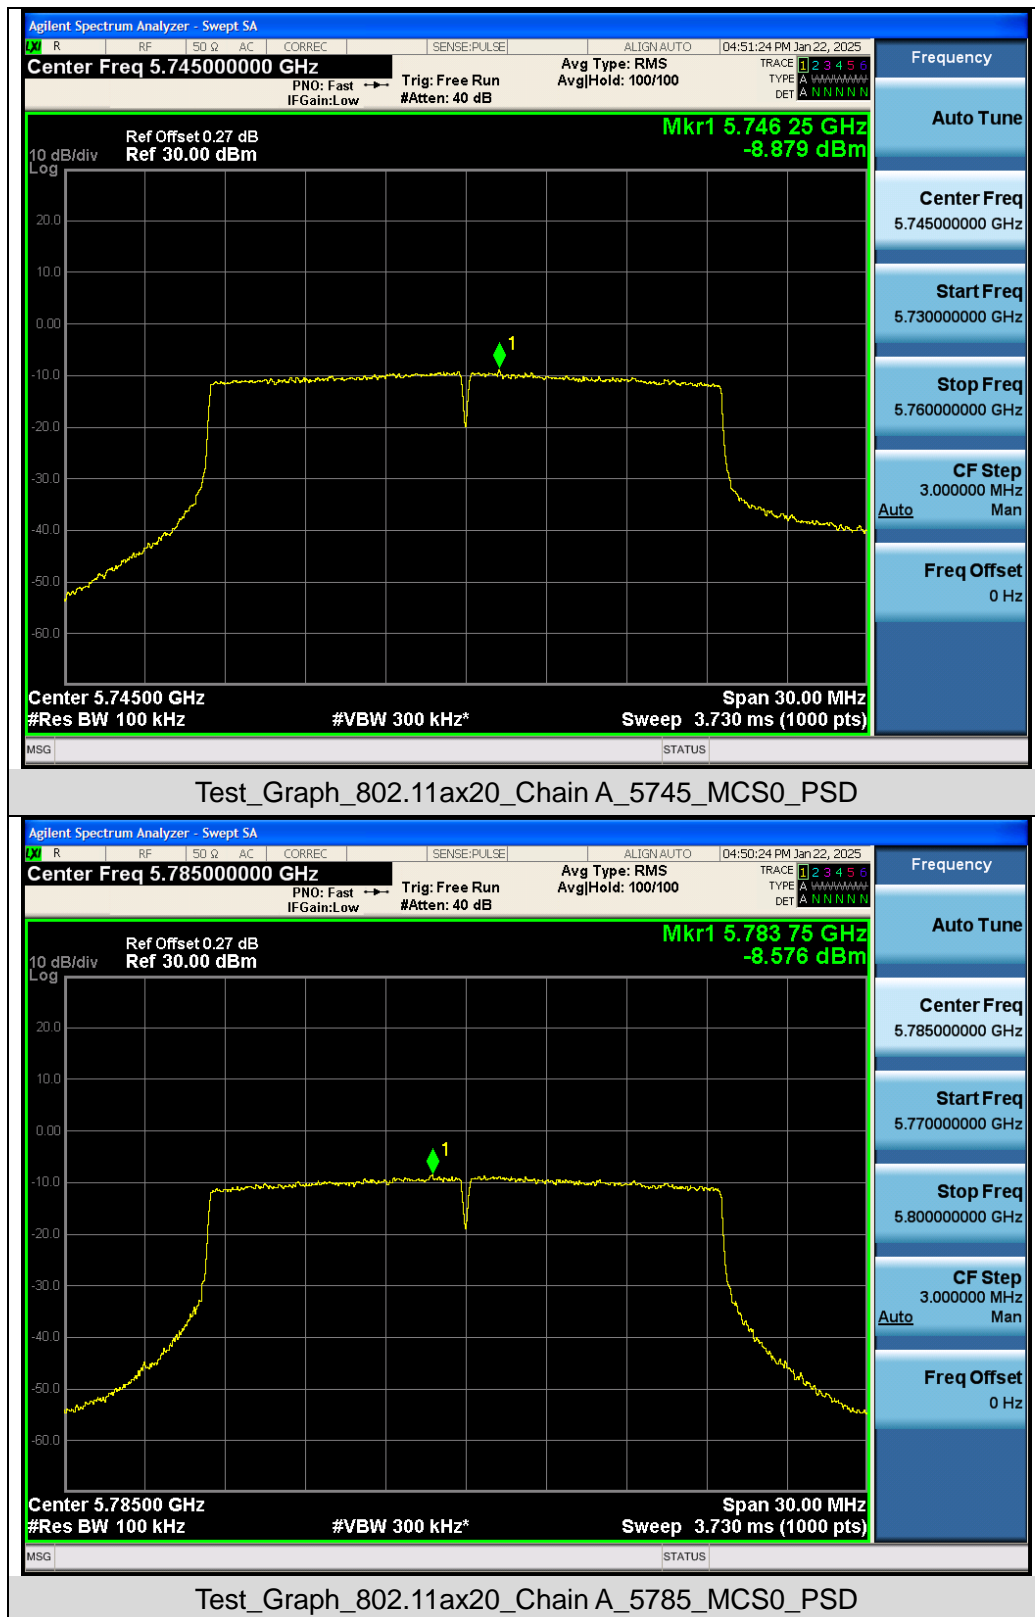 Agilent Spectrum Analyzer - Swept SA
LXI R RF 50 Ω AC CORREC SENSE:PULSE ALIGN AUTO 04:51:24 PM Jan 22, 2025
Center Freq 5.745000000 GHz
PNO: Fast
IFGain:Low
Trig: Free Run
#Atten: 40 dB
Avg Type: RMS
Avg|Hold: 100/100
TRACE 1 2 3 4 5 6
TYPE A WWWWW
DET A N N N N N
Mkr1 5.746 25 GHz
-8.879 dBm
Ref Offset 0.27 dB
10 dB/div Ref 30.00 dBm
Log
20.0
10.0
0.00
-10.0
-20.0
-30.0
-40.0
-50.0
-60.0
1
Center 5.74500 GHz Span 30.00 MHz
#Res BW 100 kHz #VBW 300 kHz* Sweep 3.730 ms (1000 pts)
MSG STATUS
Frequency
Auto Tune
Center Freq
5.745000000 GHz
Start Freq
5.730000000 GHz
Stop Freq
5.760000000 GHz
CF Step
3.000000 MHz
Auto Man
Freq Offset
0 Hz
Test_Graph_802.11ax20_Chain A_5745_MCS0_PSD
Agilent Spectrum Analyzer - Swept SA
LXI R RF 50 Ω AC CORREC SENSE:PULSE ALIGN AUTO 04:50:24 PM Jan 22, 2025
Center Freq 5.785000000 GHz
PNO: Fast
IFGain:Low
Trig: Free Run
#Atten: 40 dB
Avg Type: RMS
Avg|Hold: 100/100
TRACE 1 2 3 4 5 6
TYPE A WWWWW
DET A N N N N N
Mkr1 5.783 75 GHz
-8.576 dBm
Ref Offset 0.27 dB
10 dB/div Ref 30.00 dBm
Log
20.0
10.0
0.00
-10.0
-20.0
-30.0
-40.0
-50.0
-60.0
1
Center 5.78500 GHz Span 30.00 MHz
#Res BW 100 kHz #VBW 300 kHz* Sweep 3.730 ms (1000 pts)
MSG STATUS
Frequency
Auto Tune
Center Freq
5.785000000 GHz
Start Freq
5.770000000 GHz
Stop Freq
5.800000000 GHz
CF Step
3.000000 MHz
Auto Man
Freq Offset
0 Hz
Test_Graph_802.11ax20_Chain A_5785_MCS0_PSD